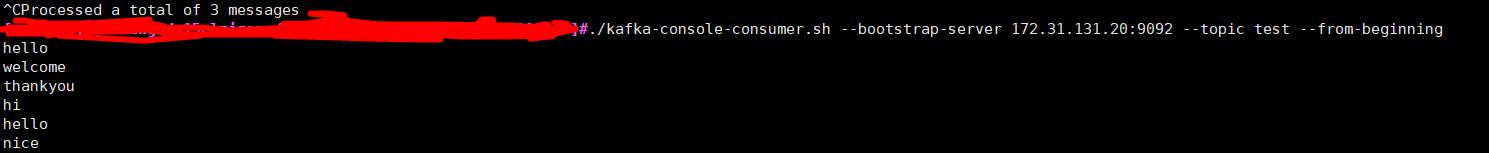 ^CProcessed a total of 3 messages
]#./kafka-console-consumer.sh --bootstrap-server 172.31.131.20:9092 --topic test --from-beginning
hello
welcome
thankyou
hi
hello
nice